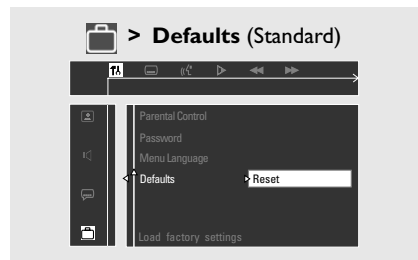 > Defaults (Standard)
Parental Control
Password
Menu Language
Defaults
Reset
Load factory settings